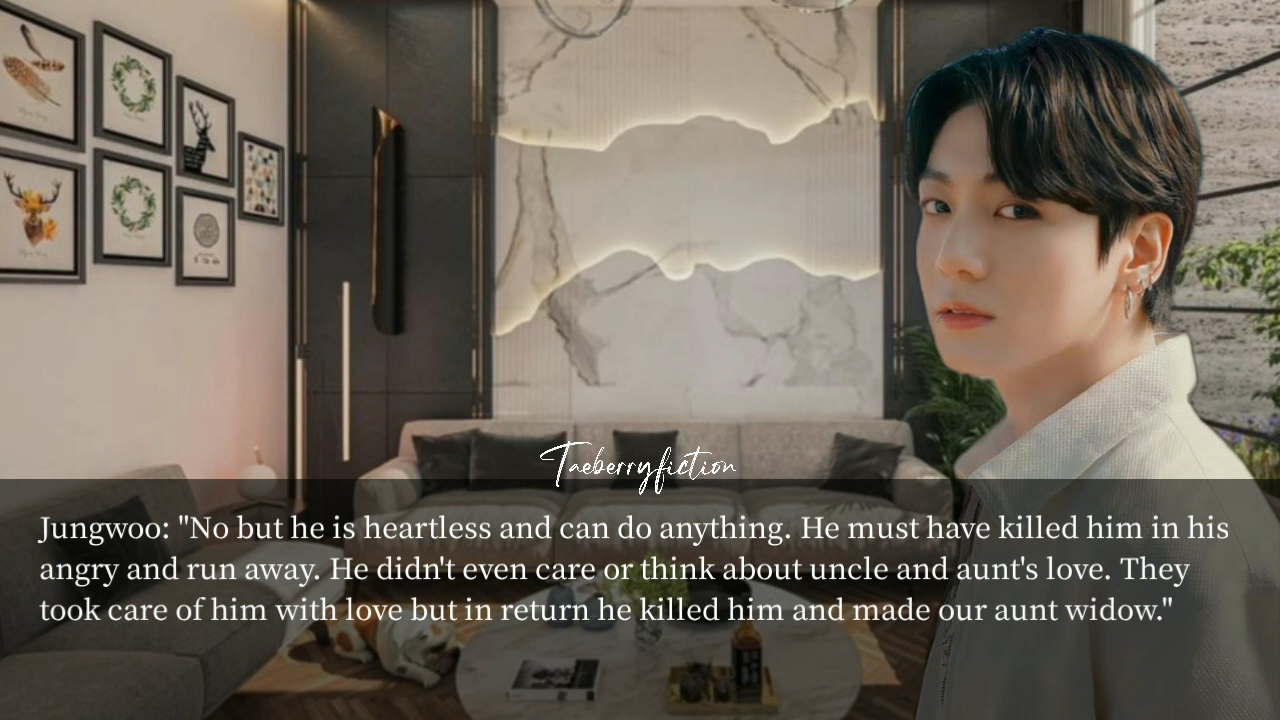 Taeberryfiction
Jungwoo: "No but he is heartless and can do anything. He must have killed him in his
angry and run away. He didn't even care or think about uncle and aunt's love. They
took care of him with love but in return he killed him and made our aunt widow."